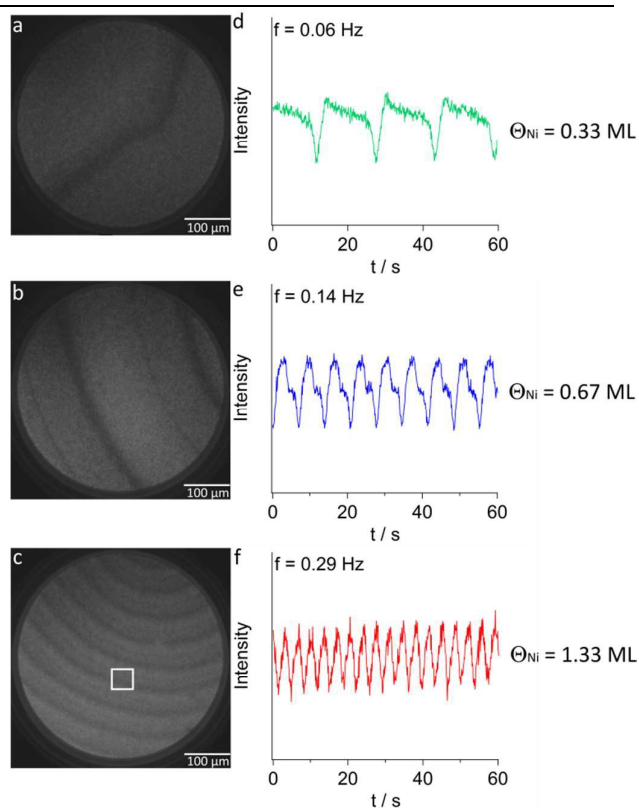 a
100 µm
d
f = 0.06 Hz
Intensity
0 20 40 60
t / s
ΘNi = 0.33 ML
b
100 µm
e
f = 0.14 Hz
Intensity
0 20 40 60
t / s
ΘNi = 0.67 ML
c
100 µm
f
f = 0.29 Hz
Intensity
0 20 40 60
t / s
ΘNi = 1.33 ML